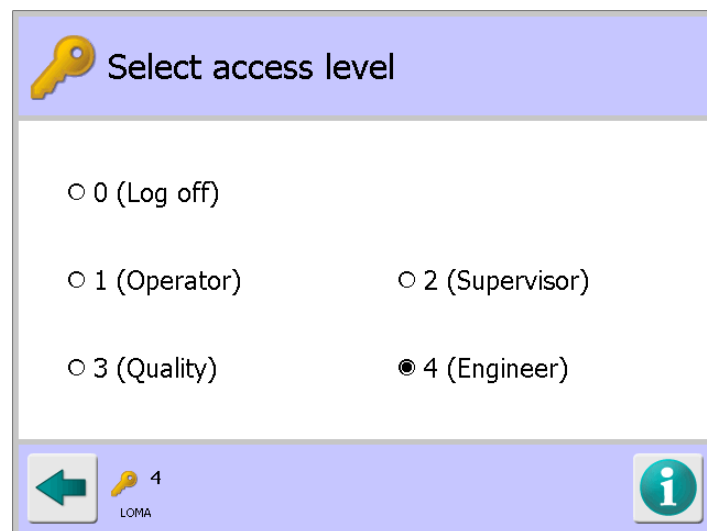 Select access level
0 (Log off)
1 (Operator)
2 (Supervisor)
3 (Quality)
4 (Engineer)
4
LOMA
i